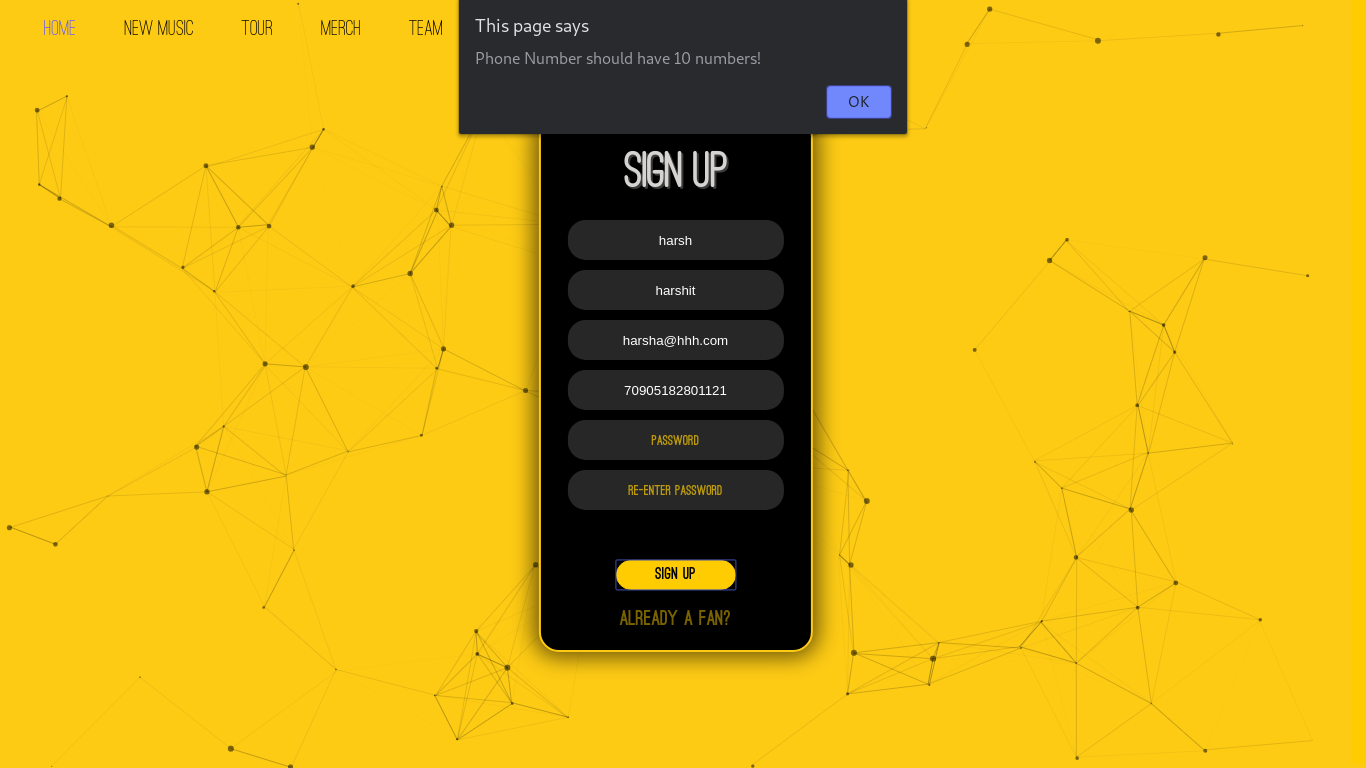 HOME NEW MUSIC TOUR MERCH TEAM
This page says
Phone Number should have 10 numbers!
OK
SIGN UP
harsh
harshit
harsha@hhh.com
70905182801121
PASSWORD
RE-ENTER PASSWORD
SIGN UP
ALREADY A FAN?